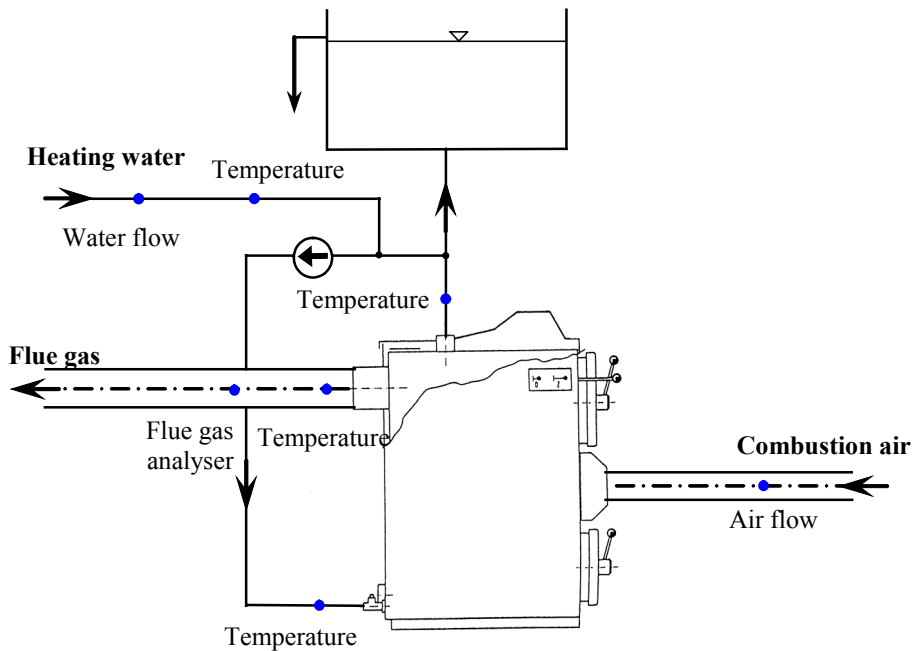 Heating water
Temperature
Water flow
Temperature
Flue gas
Flue gas
analyser
Temperature
Combustion air
Air flow
Temperature